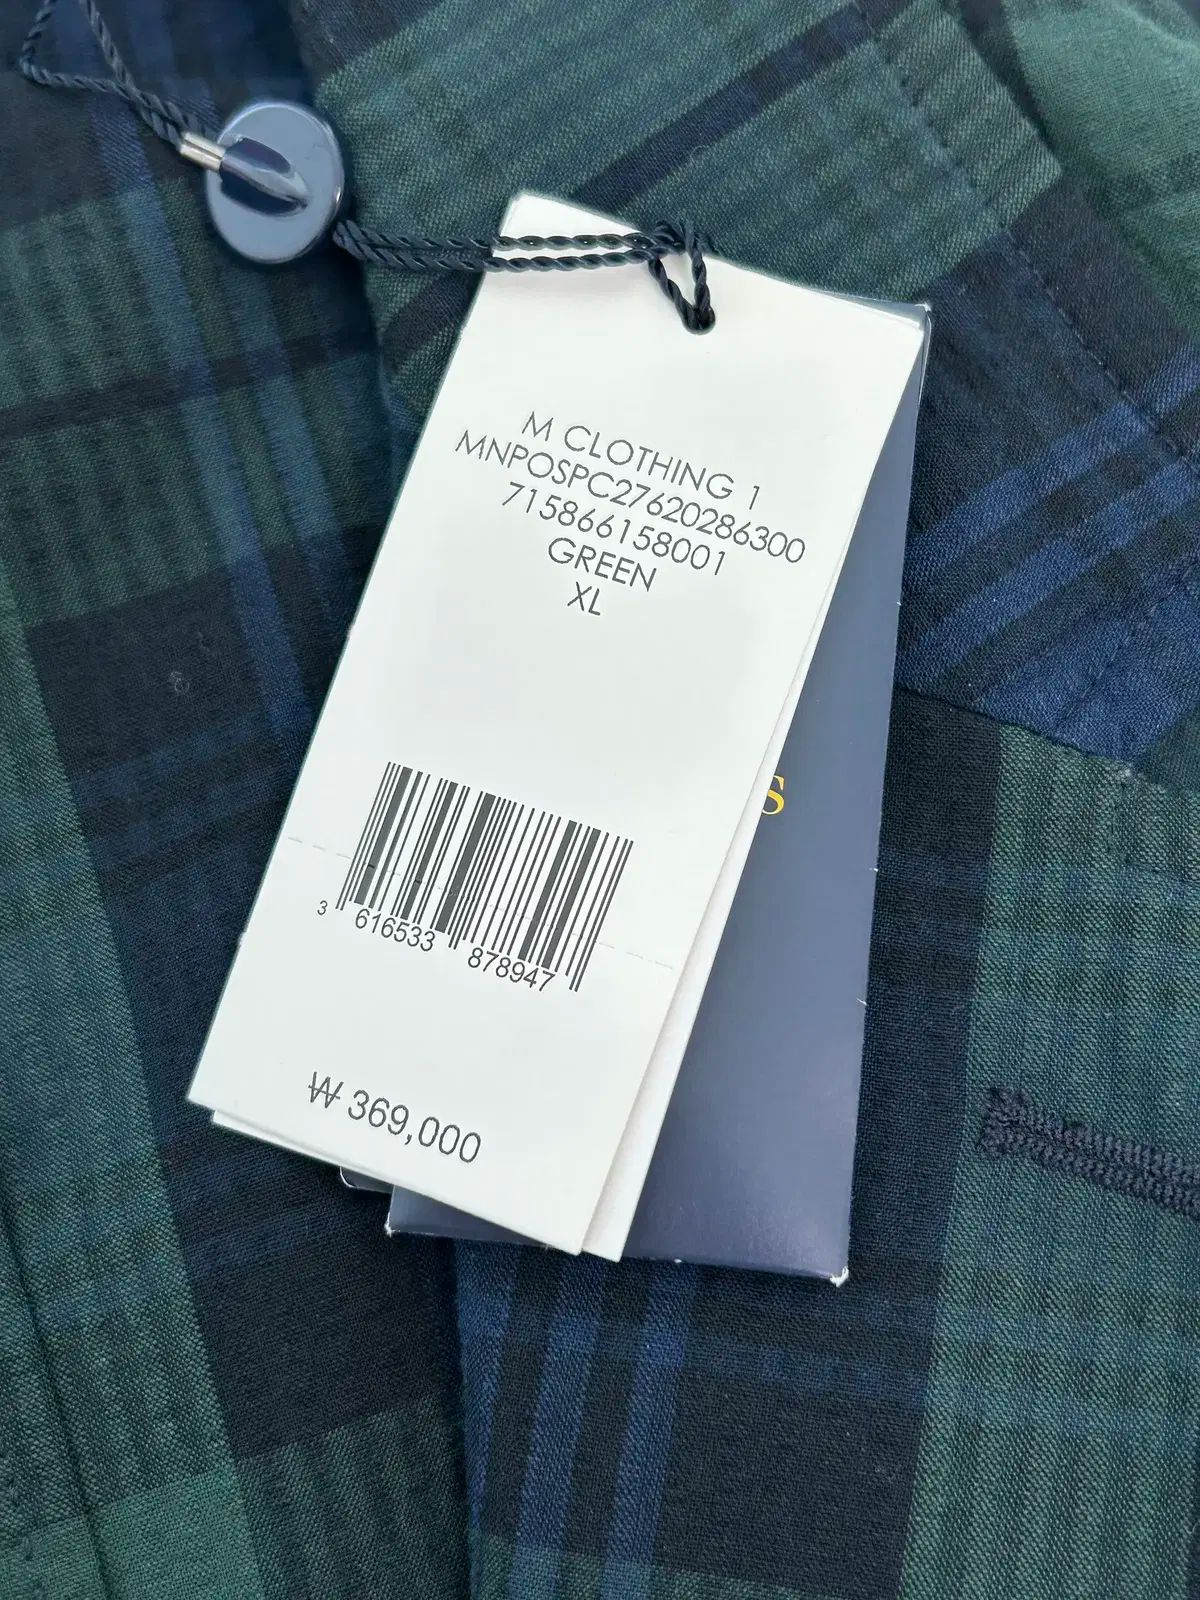 M CLOTHING 1
MNPOSPC27620286300
715866158001
GREEN
XL
3 616533 878947
₩ 369,000
S